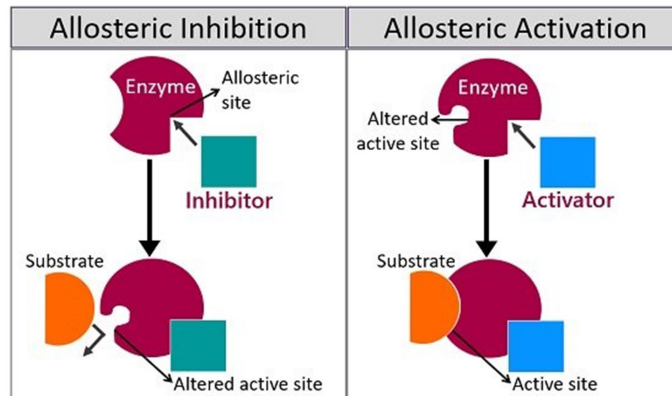 Allosteric Inhibition
Enzyme
Allosteric
site
Inhibitor
Substrate
Altered active site
Allosteric Activation
Enzyme
Altered
active site
Activator
Substrate
Active site